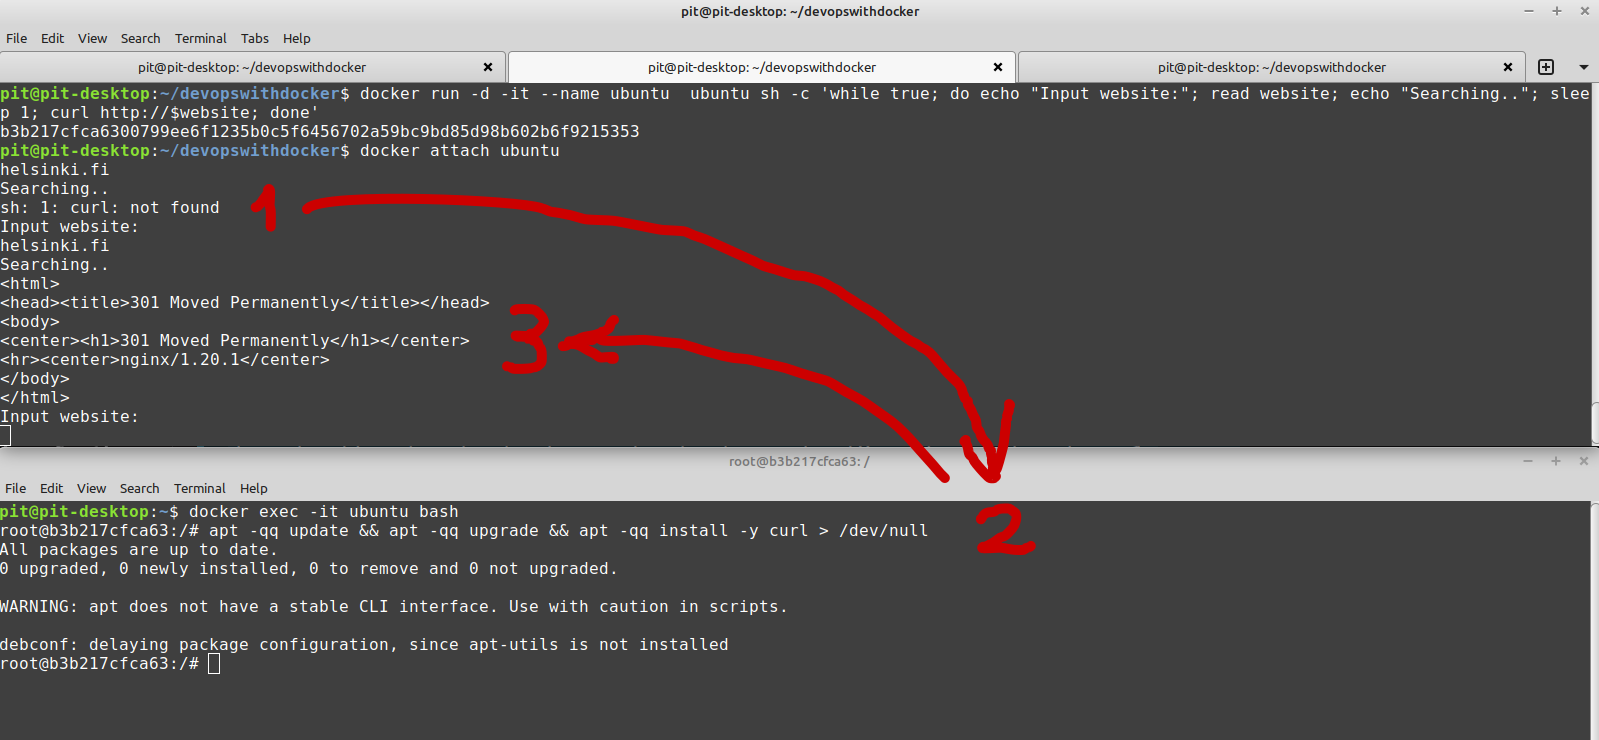 pit@pit-desktop: ~/devopswithdocker
File Edit View Search Terminal Tabs Help
pit@pit-desktop: ~/devopswithdocker
pit@pit-desktop: ~/devopswithdocker
pit@pit-desktop: ~/devopswithdocker
pit@pit-desktop:~/devopswithdocker$ docker run -d -it --name ubuntu  ubuntu sh -c 'while true; do echo "Input website:"; read website; echo "Searching.."; slee
p 1; curl http://$website; done'
b3b217cfca6300799ee6f1235b0c5f6456702a59bc9bd85d98b602b6f9215353
pit@pit-desktop:~/devopswithdocker$ docker attach ubuntu
helsinki.fi
Searching..
sh: 1: curl: not found
1
Input website:
helsinki.fi
Searching..
<html>
<head><title>301 Moved Permanently</title></head>
<body>
<center><h1>301 Moved Permanently</h1></center>
3
<hr><center>nginx/1.20.1</center>
</body>
</html>
Input website:
root@b3b217cfca63: /
File Edit View Search Terminal Help
pit@pit-desktop:~$ docker exec -it ubuntu bash
root@b3b217cfca63:/# apt -qq update && apt -qq upgrade && apt -qq install -y curl > /dev/null
2
All packages are up to date.
0 upgraded, 0 newly installed, 0 to remove and 0 not upgraded.
WARNING: apt does not have a stable CLI interface. Use with caution in scripts.
debconf: delaying package configuration, since apt-utils is not installed
root@b3b217cfca63:/#